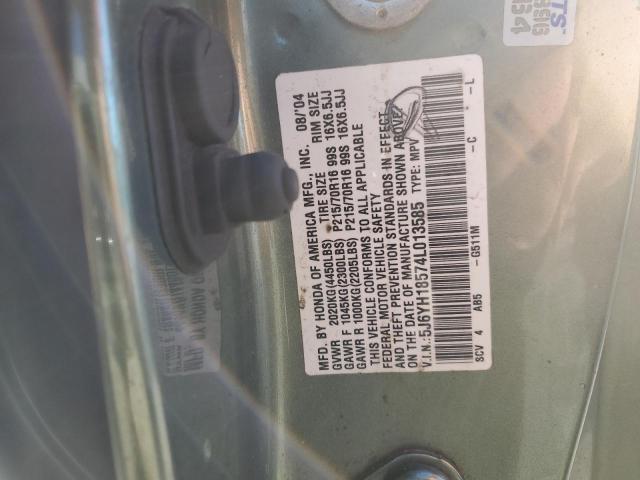 MFD. BY HONDA OF AMERICA MFG., INC. 08/'04
TIRE SIZE RIM SIZE
GVWR 2020KG(4450LBS)
GAWR F 1045KG(2300LBS) P215/70R16 99S 16X6.5JJ
GAWR R 1000KG(2205LBS) P215/70R16 99S 16X6.5JJ
THIS VEHICLE CONFORMS TO ALL APPLICABLE
FEDERAL MOTOR VEHICLE SAFETY
AND THEFT PREVENTION STANDARDS IN EFFECT
ON THE DATE OF MANUFACTURE SHOWN ABOVE.
V.I.N.:5J6YH18574L013585 TYPE: MPV
SCV 4 AB5 -G511M -C -L